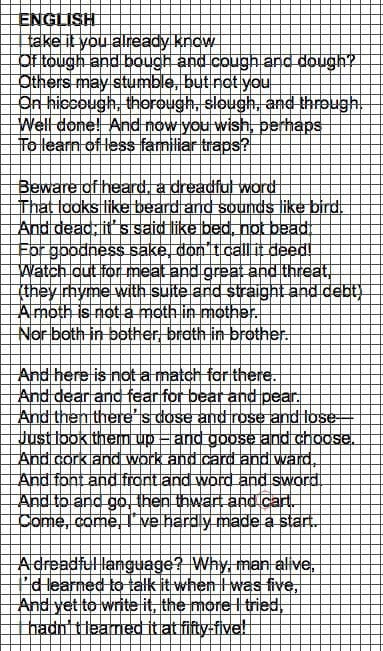 ENGLISH
I take it you already know
Of tough and bough and cough and dough?
Others may stumble, but not you
On hiccough, thorough, slough, and through.
Well done!  And now you wish, perhaps
To learn of less familiar traps?
Beware of heard, a dreadful word
That looks like beard and sounds like bird.
And dead; it's said like bed, not bead;
For goodness sake, don't call it deed!
Watch out for meat and great and threat,
(they rhyme with suite and straight and debt)
A moth is not a moth in mother.
Nor both in bother, broth in brother.
And here is not a match for there.
And dear and fear for bear and pear.
And then there's dose and rose and lose—
Just look them up – and goose and choose.
And cork and work and card and ward,
And font and front and word and sword.
And to and go, then thwart and cart.
Come, come, I've hardly made a start.
A dreadful language?  Why, man alive,
I'd learned to talk it when I was five,
And yet to write it, the more I tried,
I hadn't learned it at fifty-five!